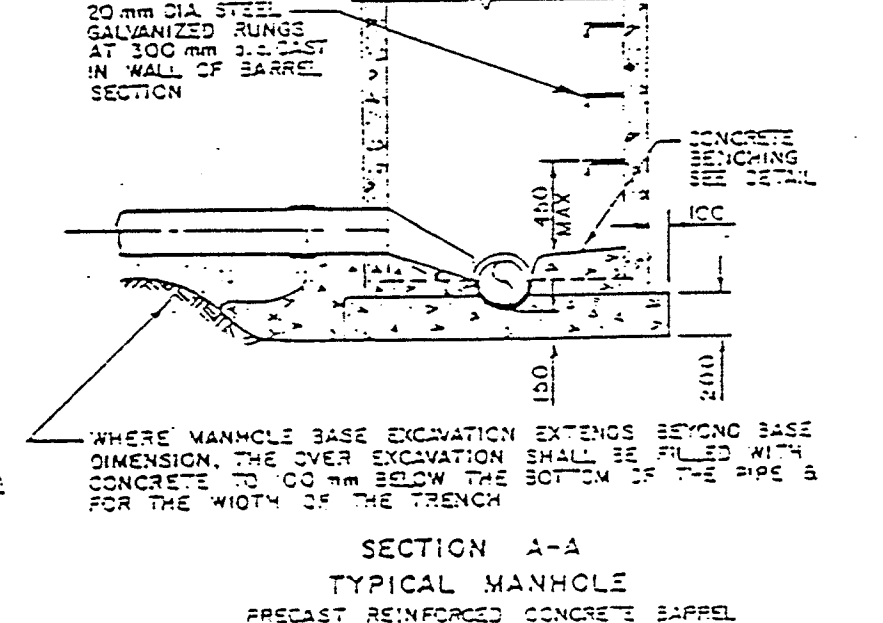 20 mm DIA. STEEL
GALVANIZED RUNGS
AT 300 mm o.c. CAST
IN WALL OF BARREL
SECTION
CONCRETE
BENCHING
SEE DETAIL
450
MAX
100
150
200
WHERE MANHOLE BASE EXCAVATION EXTENDS BEYOND BASE
DIMENSION, THE OVER EXCAVATION SHALL BE FILLED WITH
CONCRETE TO 100 mm BELOW THE BOTTOM OF THE PIPE &
FOR THE WIDTH OF THE TRENCH
SECTION A-A
TYPICAL MANHOLE
PRECAST REINFORCED CONCRETE BARREL